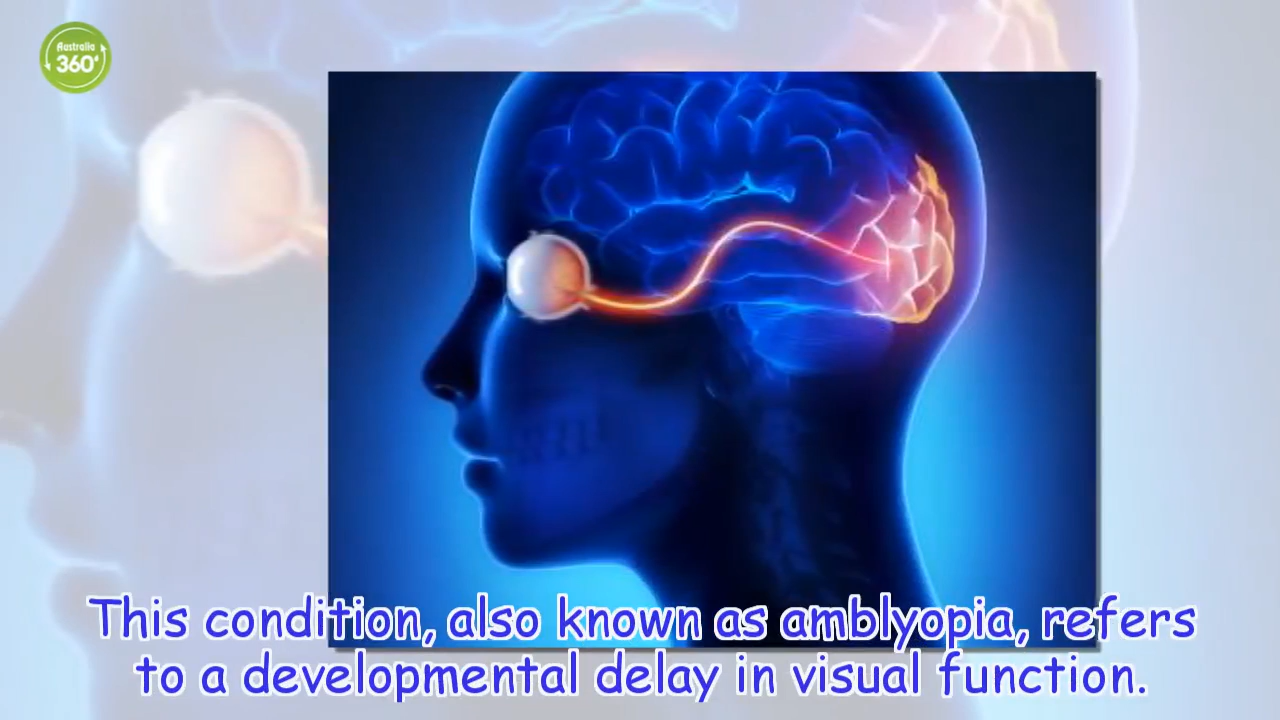 Australia
360°
This condition, also known as amblyopia, refers
to a developmental delay in visual function.